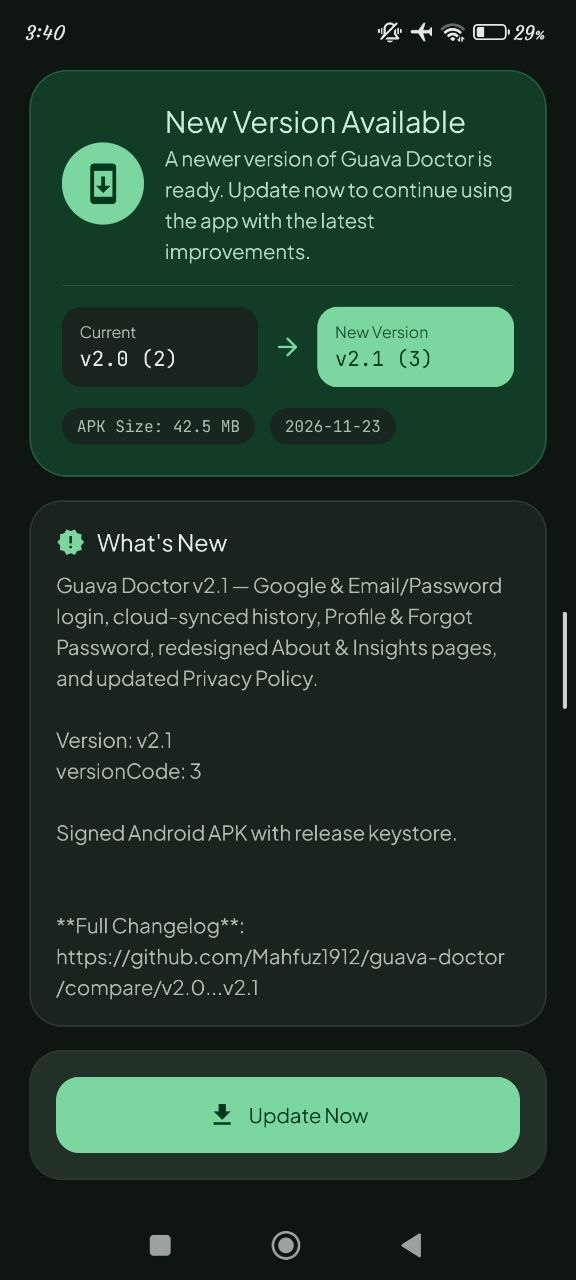 3:40
29%
New Version Available
A newer version of Guava Doctor is
ready. Update now to continue using
the app with the latest
improvements.
Current
v2.0 (2)
New Version
v2.1 (3)
APK Size: 42.5 MB
2026-11-23
What's New
Guava Doctor v2.1 — Google & Email/Password
login, cloud-synced history, Profile & Forgot
Password, redesigned About & Insights pages,
and updated Privacy Policy.
Version: v2.1
versionCode: 3
Signed Android APK with release keystore.
**Full Changelog**:
https://github.com/Mahfuz1912/guava-doctor
/compare/v2.0...v2.1
Update Now